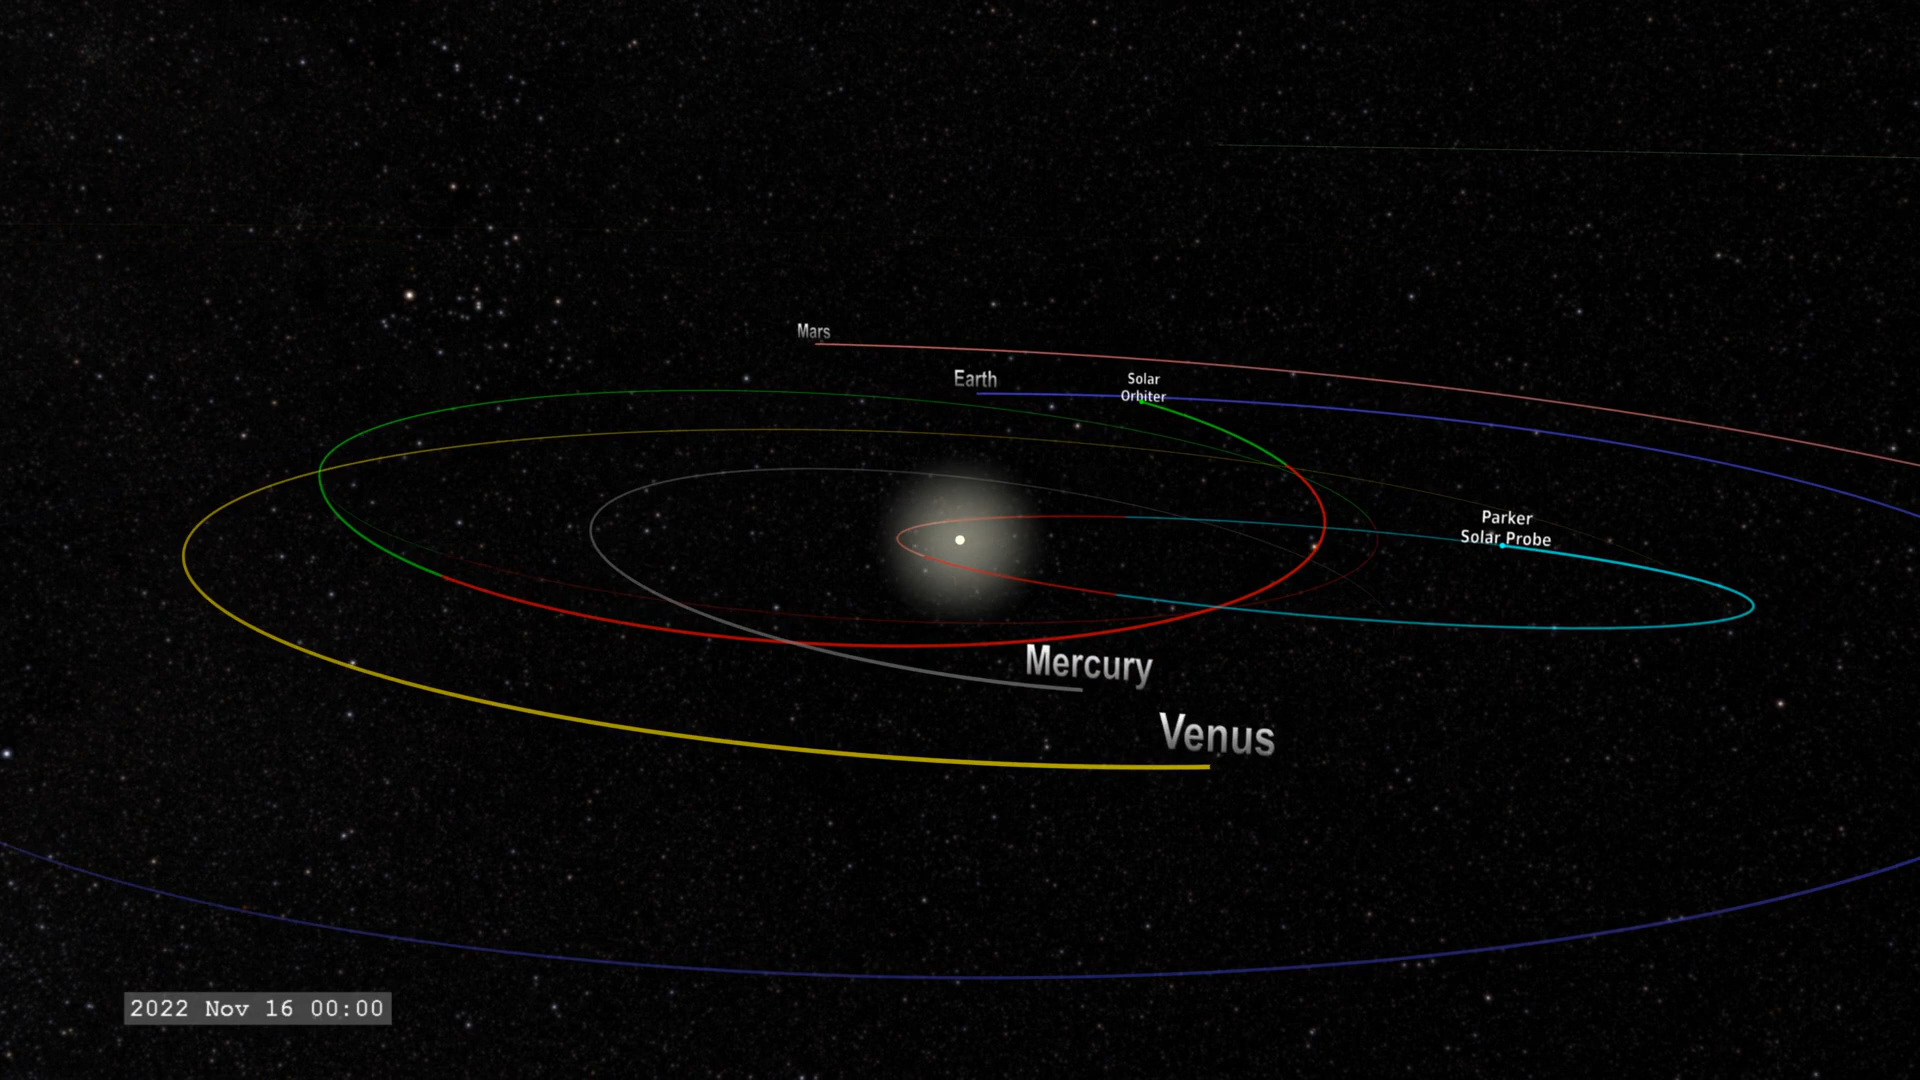 Mars
Earth
Solar
Orbiter
Parker
Solar Probe
Mercury
Venus
2022 Nov 16 00:00